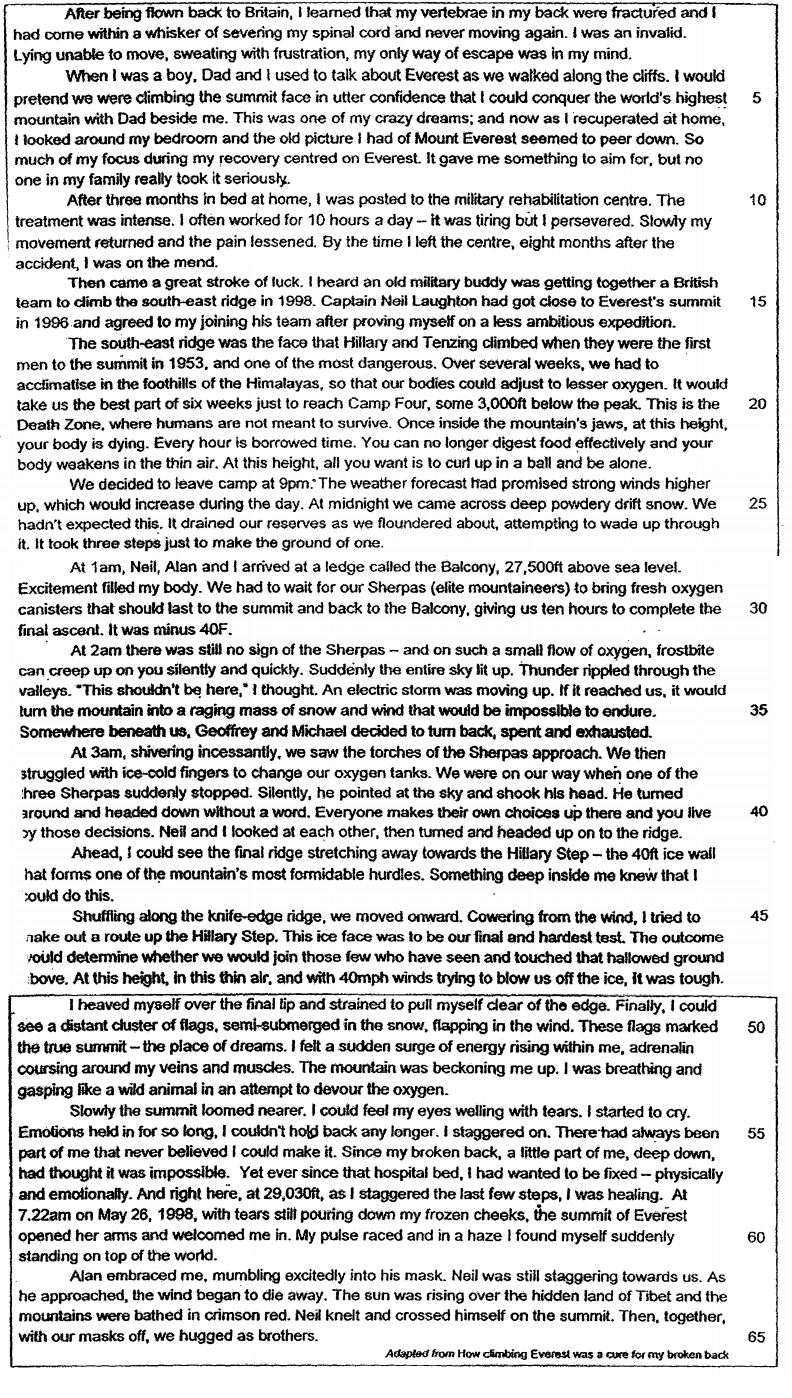 After being flown back to Britain, I learned that my vertebrae in my back were fractured and I
had come within a whisker of severing my spinal cord and never moving again. I was an invalid.
Lying unable to move, sweating with frustration, my only way of escape was in my mind.
When I was a boy, Dad and I used to talk about Everest as we walked along the cliffs. I would
pretend we were climbing the summit face in utter confidence that I could conquer the world's highest 5
mountain with Dad beside me. This was one of my crazy dreams; and now as I recuperated at home,
I looked around my bedroom and the old picture I had of Mount Everest seemed to peer down. So
much of my focus during my recovery centred on Everest. It gave me something to aim for, but no
one in my family really took it seriously.
After three months in bed at home, I was posted to the military rehabilitation centre. The 10
treatment was intense. I often worked for 10 hours a day – it was tiring but I persevered. Slowly my
movement returned and the pain lessened. By the time I left the centre, eight months after the
accident, I was on the mend.
Then came a great stroke of luck. I heard an old military buddy was getting together a British
team to climb the south-east ridge in 1998. Captain Neil Laughton had got close to Everest's summit 15
in 1996 and agreed to my joining his team after proving myself on a less ambitious expedition.
The south-east ridge was the face that Hillary and Tenzing climbed when they were the first
men to the summit in 1953, and one of the most dangerous. Over several weeks, we had to
acclimatise in the foothills of the Himalayas, so that our bodies could adjust to lesser oxygen. It would
take us the best part of six weeks just to reach Camp Four, some 3,000ft below the peak. This is the 20
Death Zone, where humans are not meant to survive. Once inside the mountain's jaws, at this height,
your body is dying. Every hour is borrowed time. You can no longer digest food effectively and your
body weakens in the thin air. At this height, all you want is to curl up in a ball and be alone.
We decided to leave camp at 9pm. The weather forecast had promised strong winds higher
up, which would increase during the day. At midnight we came across deep powdery drift snow. We 25
hadn't expected this. It drained our reserves as we floundered about, attempting to wade up through
it. It took three steps just to make the ground of one.
At 1am, Neil, Alan and I arrived at a ledge called the Balcony, 27,500ft above sea level.
Excitement filled my body. We had to wait for our Sherpas (elite mountaineers) to bring fresh oxygen
canisters that should last to the summit and back to the Balcony, giving us ten hours to complete the 30
final ascent. It was minus 40F.
At 2am there was still no sign of the Sherpas – and on such a small flow of oxygen, frostbite
can creep up on you silently and quickly. Suddenly the entire sky lit up. Thunder rippled through the
valleys. "This shouldn't be here," I thought. An electric storm was moving up. If it reached us, it would
turn the mountain into a raging mass of snow and wind that would be impossible to endure. 35
Somewhere beneath us, Geoffrey and Michael decided to turn back, spent and exhausted.
At 3am, shivering incessantly, we saw the torches of the Sherpas approach. We then
struggled with ice-cold fingers to change our oxygen tanks. We were on our way when one of the
hree Sherpas suddenly stopped. Silently, he pointed at the sky and shook his head. He turned
around and headed down without a word. Everyone makes their own choices up there and you live 40
by those decisions. Neil and I looked at each other, then turned and headed up on to the ridge.
Ahead, I could see the final ridge stretching away towards the Hillary Step – the 40ft ice wall
hat forms one of the mountain's most formidable hurdles. Something deep inside me knew that I
ould do this.
Shuffling along the knife-edge ridge, we moved onward. Cowering from the wind, I tried to 45
nake out a route up the Hillary Step. This ice face was to be our final and hardest test. The outcome
vould determine whether we would join those few who have seen and touched that hallowed ground
bove. At this height, in this thin air, and with 40mph winds trying to blow us off the ice, it was tough.
I heaved myself over the final lip and strained to pull myself clear of the edge. Finally, I could
see a distant cluster of flags, semi-submerged in the snow, flapping in the wind. These flags marked 50
the true summit – the place of dreams. I felt a sudden surge of energy rising within me, adrenalin
coursing around my veins and muscles. The mountain was beckoning me up. I was breathing and
gasping like a wild animal in an attempt to devour the oxygen.
Slowly the summit loomed nearer. I could feel my eyes welling with tears. I started to cry.
Emotions held in for so long, I couldn't hold back any longer. I staggered on. There had always been 55
part of me that never believed I could make it. Since my broken back, a little part of me, deep down,
had thought it was impossible. Yet ever since that hospital bed, I had wanted to be fixed – physically
and emotionally. And right here, at 29,030ft, as I staggered the last few steps, I was healing. At
7.22am on May 26, 1998, with tears still pouring down my frozen cheeks, the summit of Everest
opened her arms and welcomed me in. My pulse raced and in a haze I found myself suddenly 60
standing on top of the world.
Alan embraced me, mumbling excitedly into his mask. Neil was still staggering towards us. As
he approached, the wind began to die away. The sun was rising over the hidden land of Tibet and the
mountains were bathed in crimson red. Neil knelt and crossed himself on the summit. Then, together,
with our masks off, we hugged as brothers. 65
Adapted from How climbing Everest was a cure for my broken back